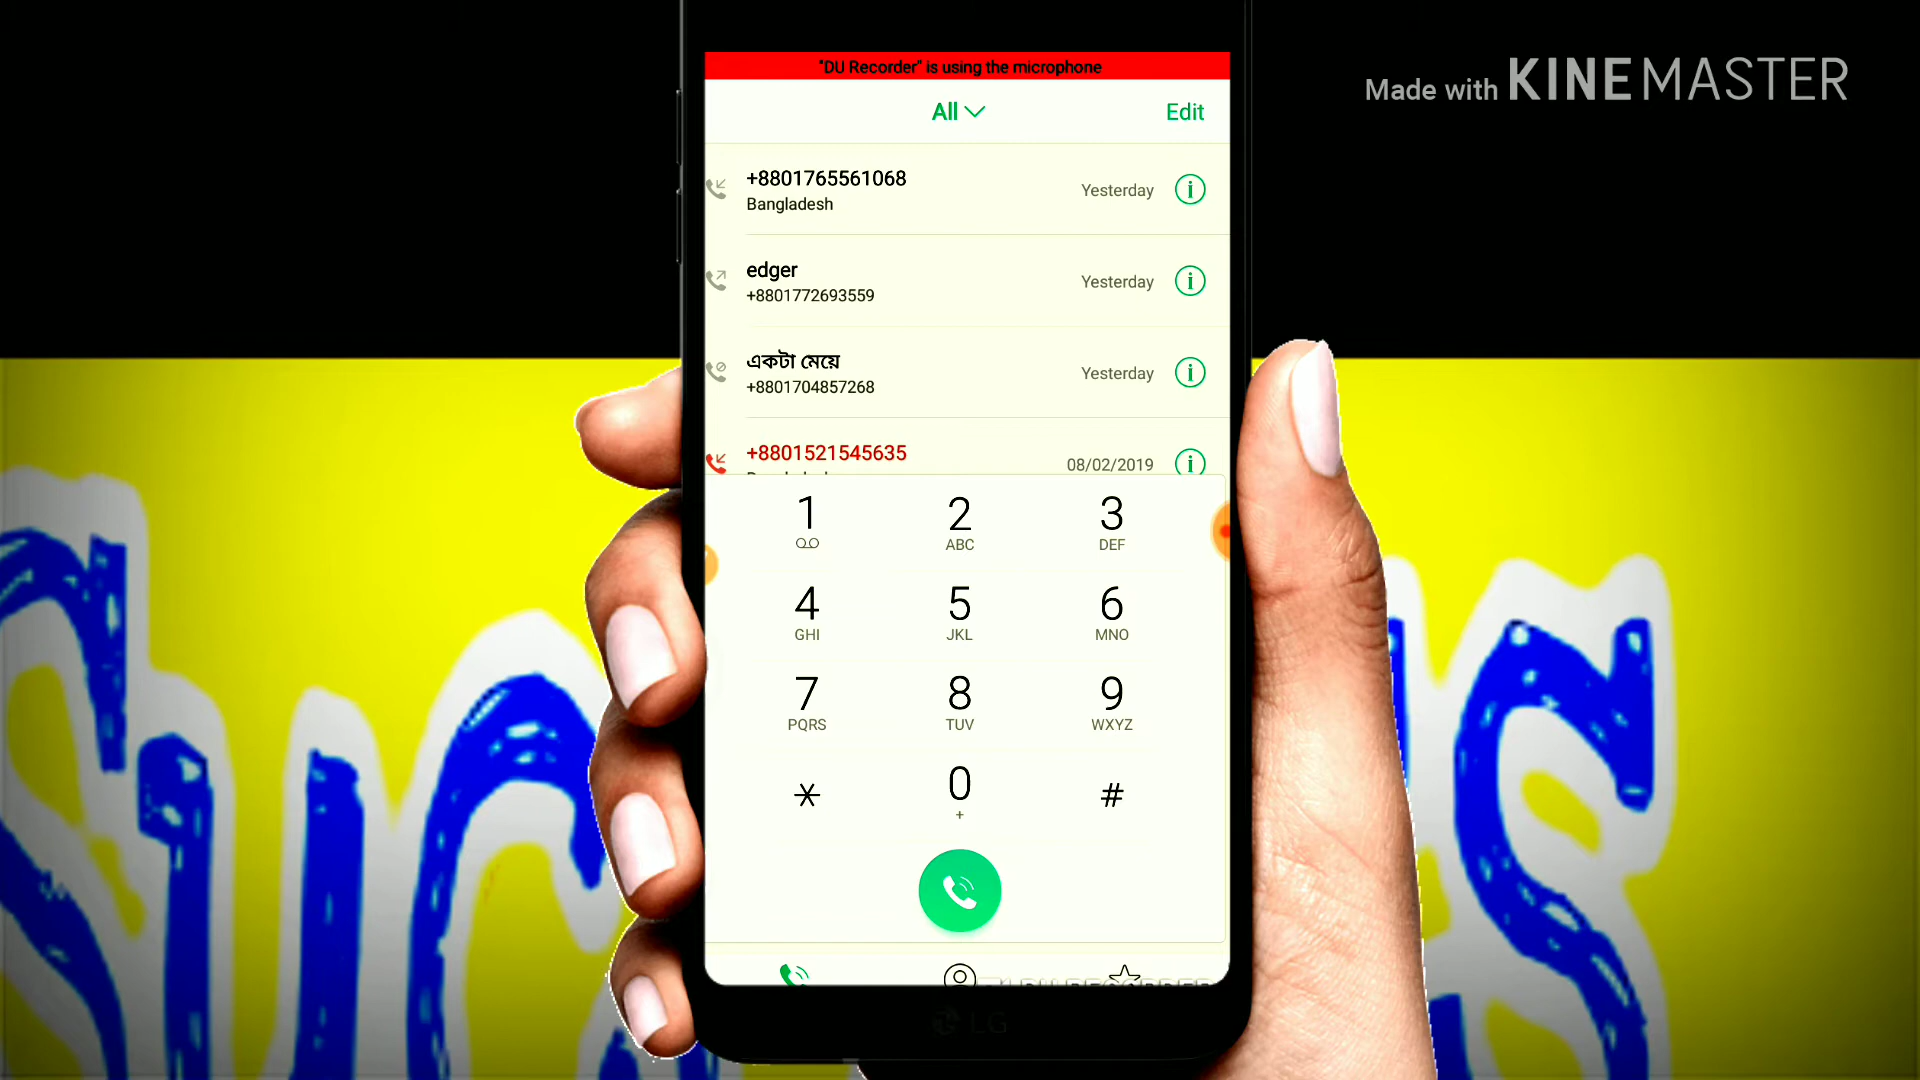 Made with KINEMASTER
"DU Recorder" is using the microphone
All
Edit
+8801765561068
Bangladesh
Yesterday
edger
+8801772693559
Yesterday
একটা মেয়ে
+8801704857268
Yesterday
+8801521545635
08/02/2019
1
2
ABC
3
DEF
4
GHI
5
JKL
6
MNO
7
PQRS
8
TUV
9
WXYZ
*
0
+
#
LG